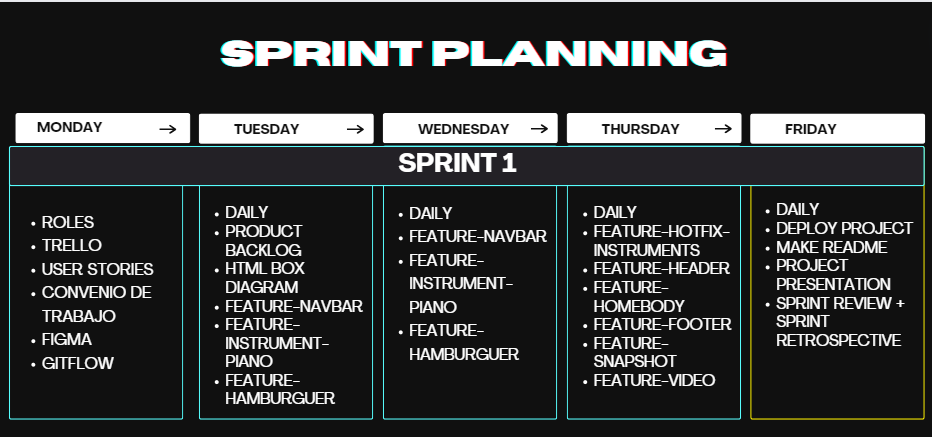 SPRINT PLANNING
MONDAY →
TUESDAY →
WEDNESDAY →
THURSDAY →
FRIDAY
SPRINT 1
• ROLES
• TRELLO
• USER STORIES
• CONVENIO DE
TRABAJO
• FIGMA
• GITFLOW
• DAILY
• PRODUCT
BACKLOG
• HTML BOX
DIAGRAM
• FEATURE-NAVBAR
• FEATURE-
INSTRUMENT-
PIANO
• FEATURE-
HAMBURGUER
• DAILY
• FEATURE-NAVBAR
• FEATURE-
INSTRUMENT-
PIANO
• FEATURE-
HAMBURGUER
• DAILY
• FEATURE-HOTFIX-
INSTRUMENTS
• FEATURE-HEADER
• FEATURE-
HOMEBODY
• FEATURE-FOOTER
• FEATURE-
SNAPSHOT
• FEATURE-VIDEO
• DAILY
• DEPLOY PROJECT
• MAKE README
• PROJECT
PRESENTATION
• SPRINT REVIEW +
SPRINT
RETROSPECTIVE